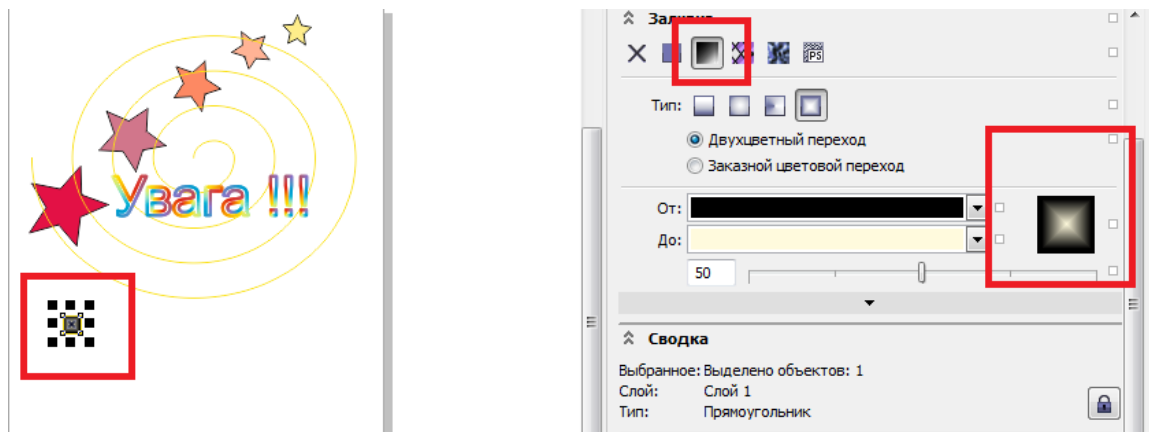 Увага !!!
Заливка
PS
Тип:
Двухцветный переход
Заказной цветовой переход
От:
До:
50
Сводка
Выбранное: Выделено объектов: 1
Слой: Слой 1
Тип: Прямоугольник